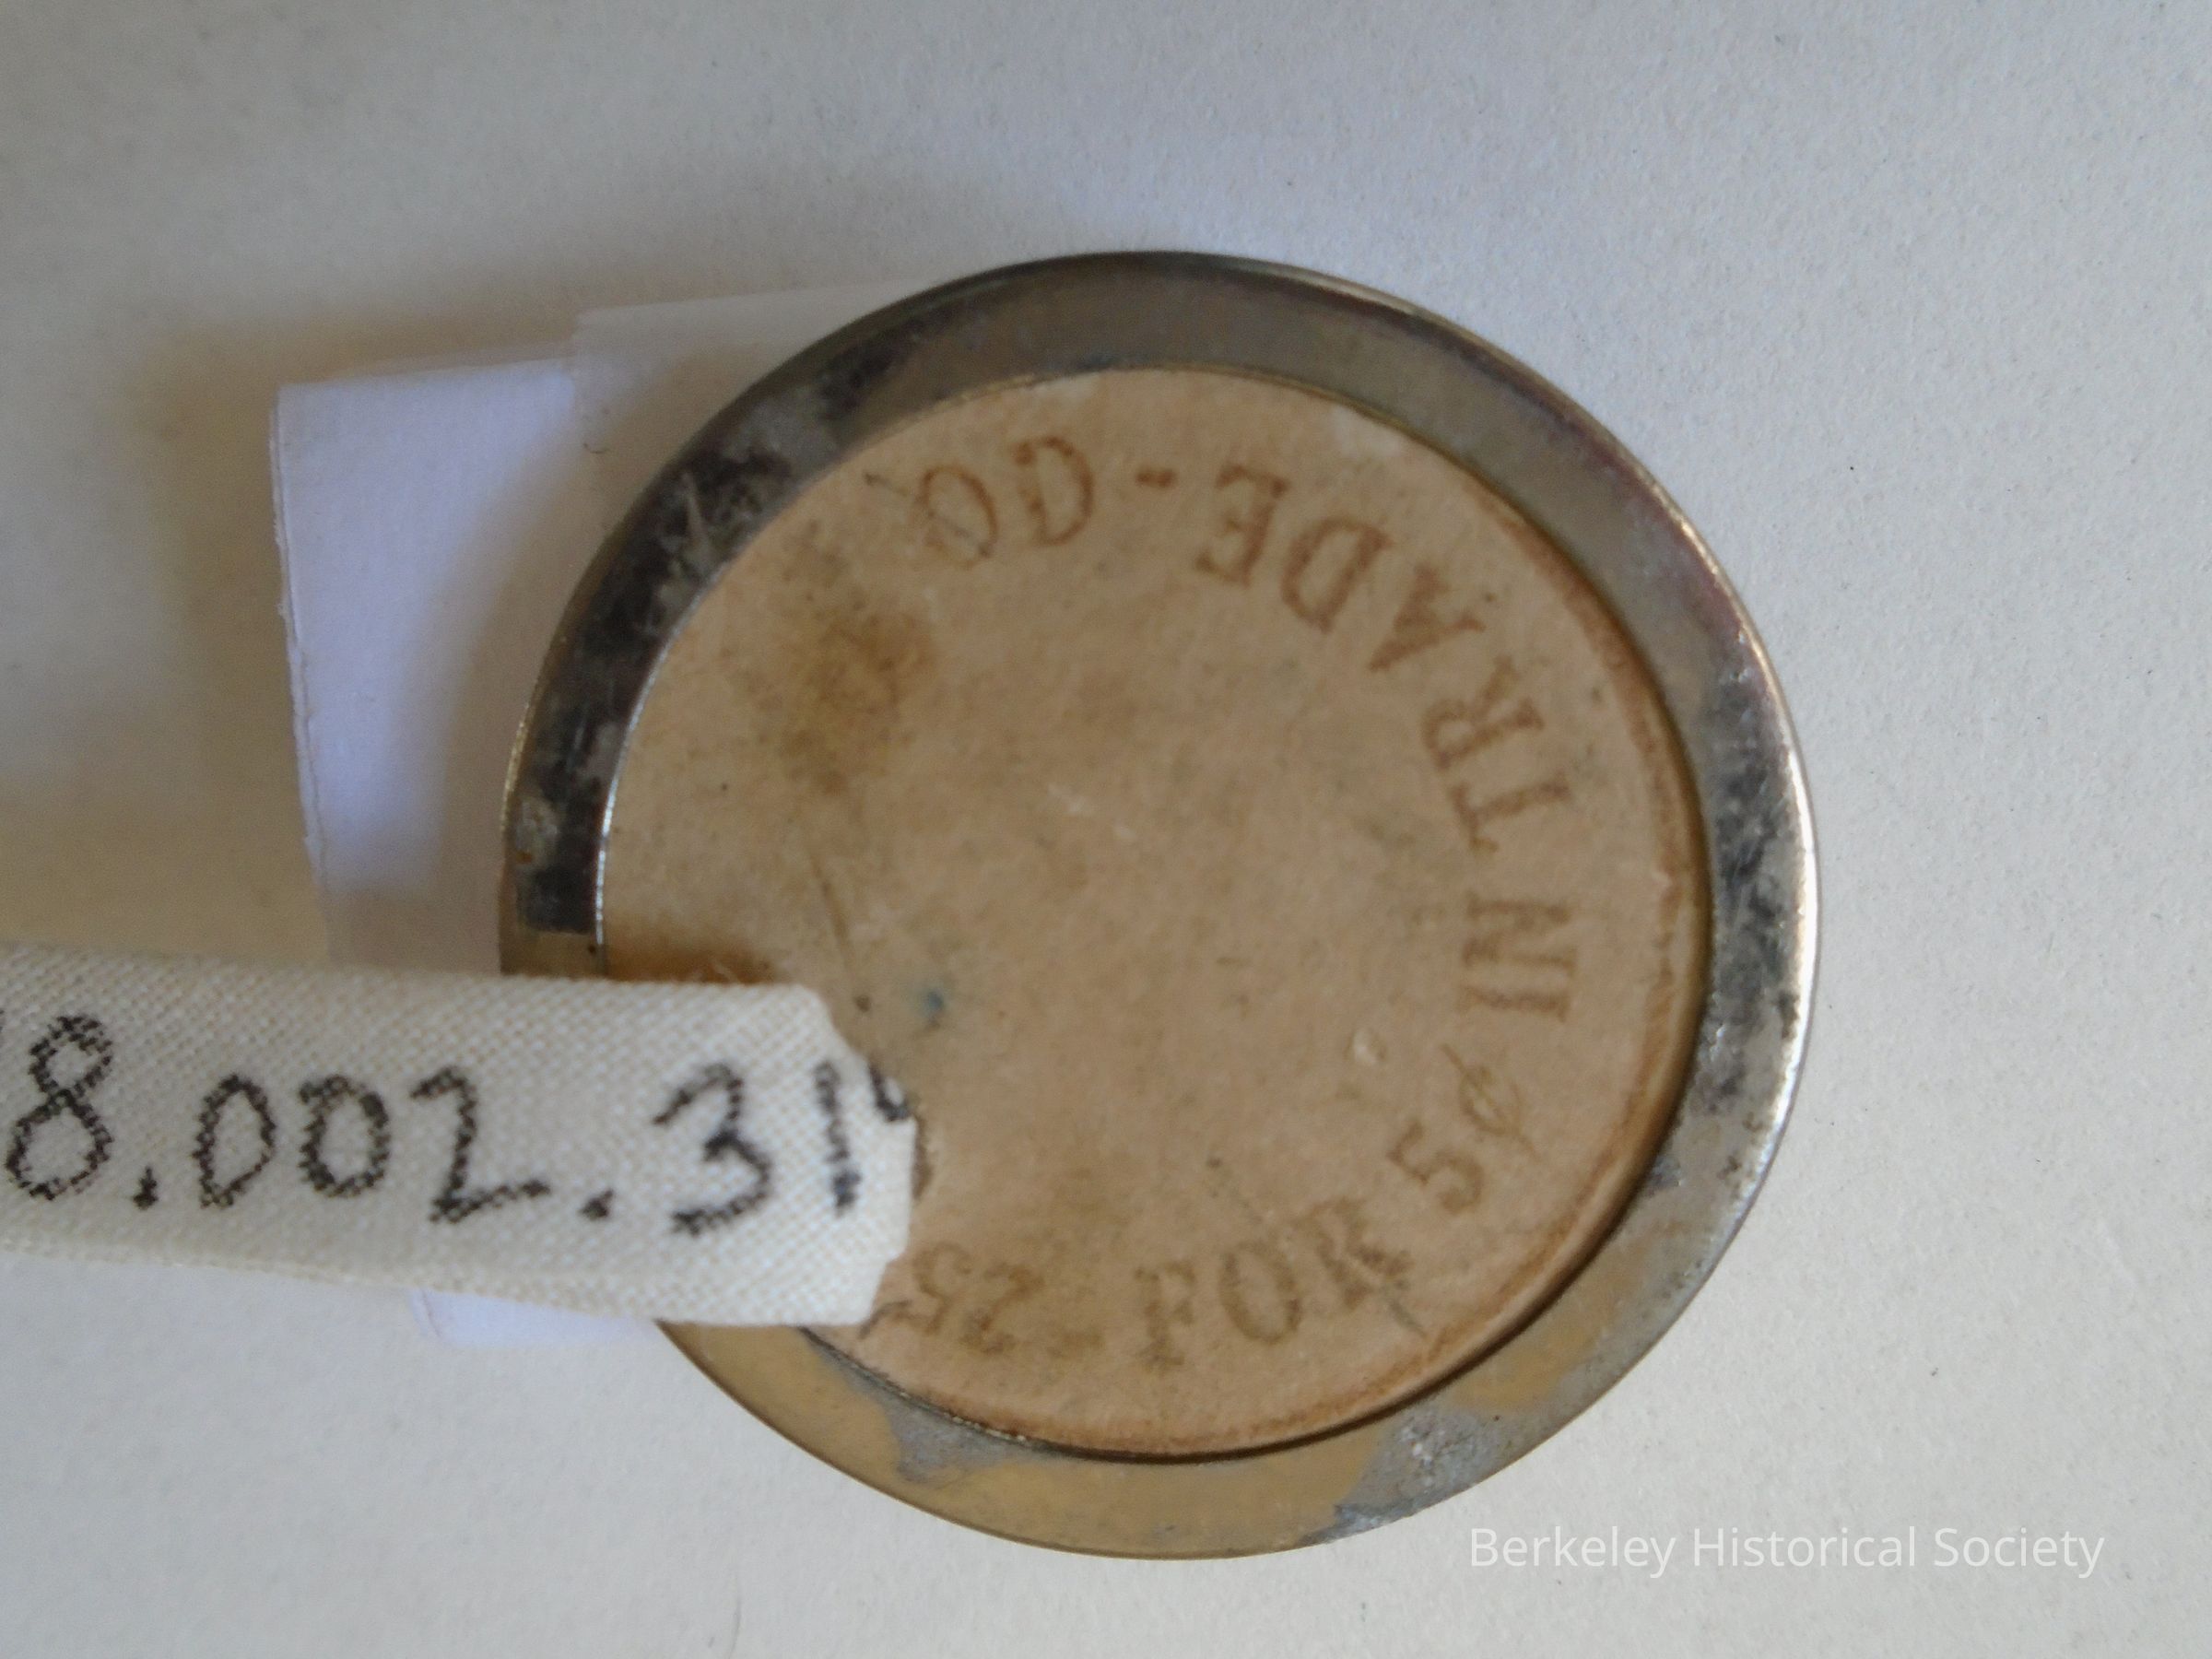 25 - FOR 5¢ IN TRADE - GO
8.002.31
Berkeley Historical Society